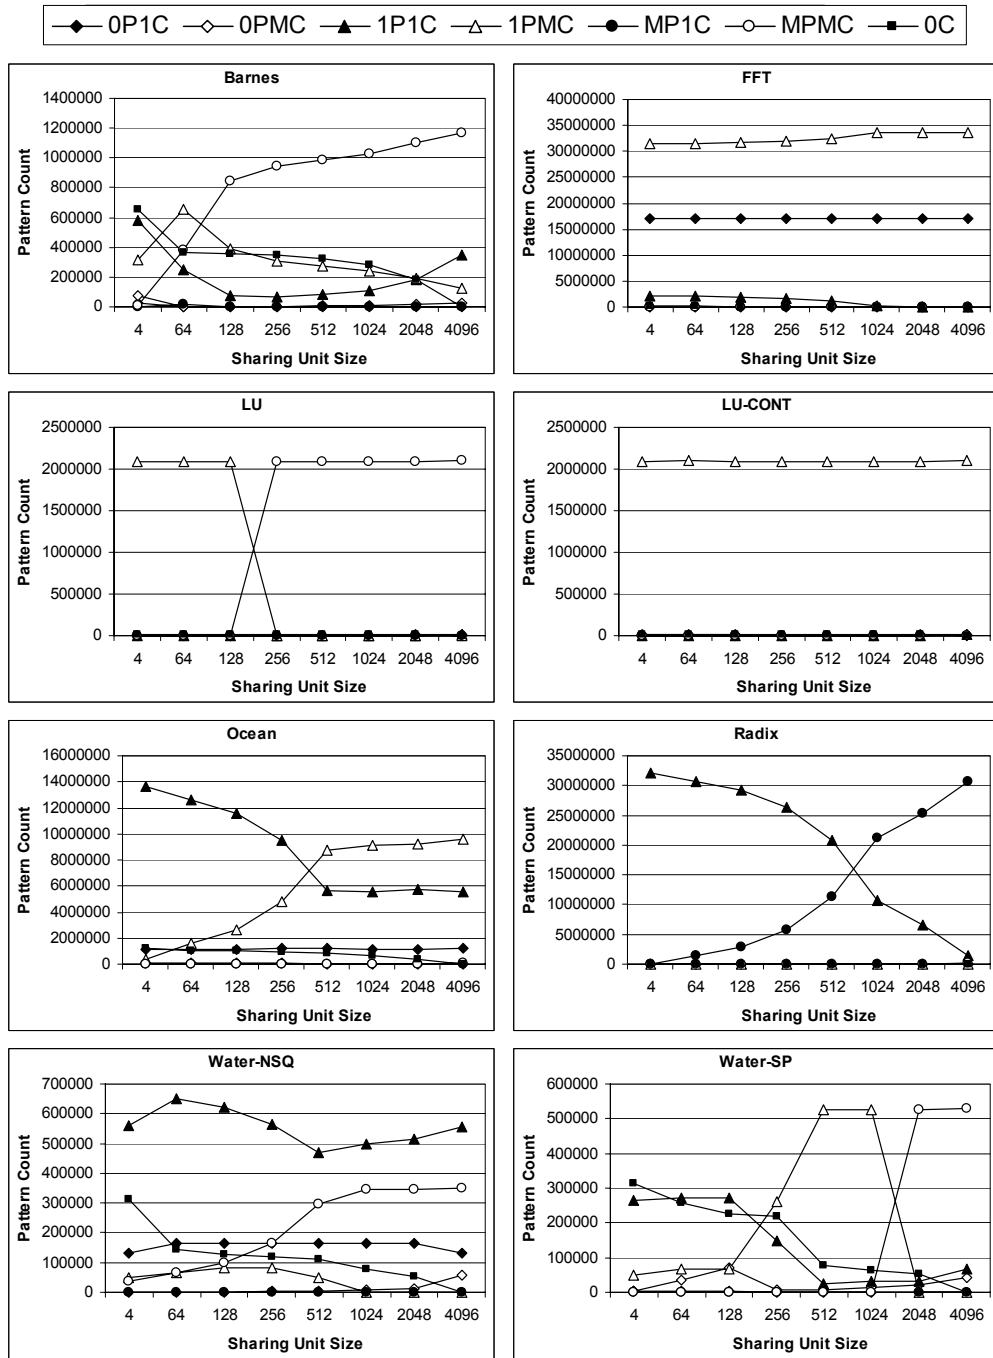 0P1C 0PMC 1P1C 1PMC MP1C MPMC 0C
Barnes
Pattern Count
1400000
1200000
1000000
800000
600000
400000
200000
0
4 64 128 256 512 1024 2048 4096
Sharing Unit Size
FFT
Pattern Count
40000000
35000000
30000000
25000000
20000000
15000000
10000000
5000000
0
4 64 128 256 512 1024 2048 4096
Sharing Unit Size
LU
Pattern Count
2500000
2000000
1500000
1000000
500000
0
4 64 128 256 512 1024 2048 4096
Sharing Unit Size
LU-CONT
Pattern Count
2500000
2000000
1500000
1000000
500000
0
4 64 128 256 512 1024 2048 4096
Sharing Unit Size
Ocean
Pattern Count
16000000
14000000
12000000
10000000
8000000
6000000
4000000
2000000
0
4 64 128 256 512 1024 2048 4096
Sharing Unit Size
Radix
Pattern Count
35000000
30000000
25000000
20000000
15000000
10000000
5000000
0
4 64 128 256 512 1024 2048 4096
Sharing Unit Size
Water-NSQ
Pattern Count
700000
600000
500000
400000
300000
200000
100000
0
4 64 128 256 512 1024 2048 4096
Sharing Unit Size
Water-SP
Pattern Count
600000
500000
400000
300000
200000
100000
0
4 64 128 256 512 1024 2048 4096
Sharing Unit Size